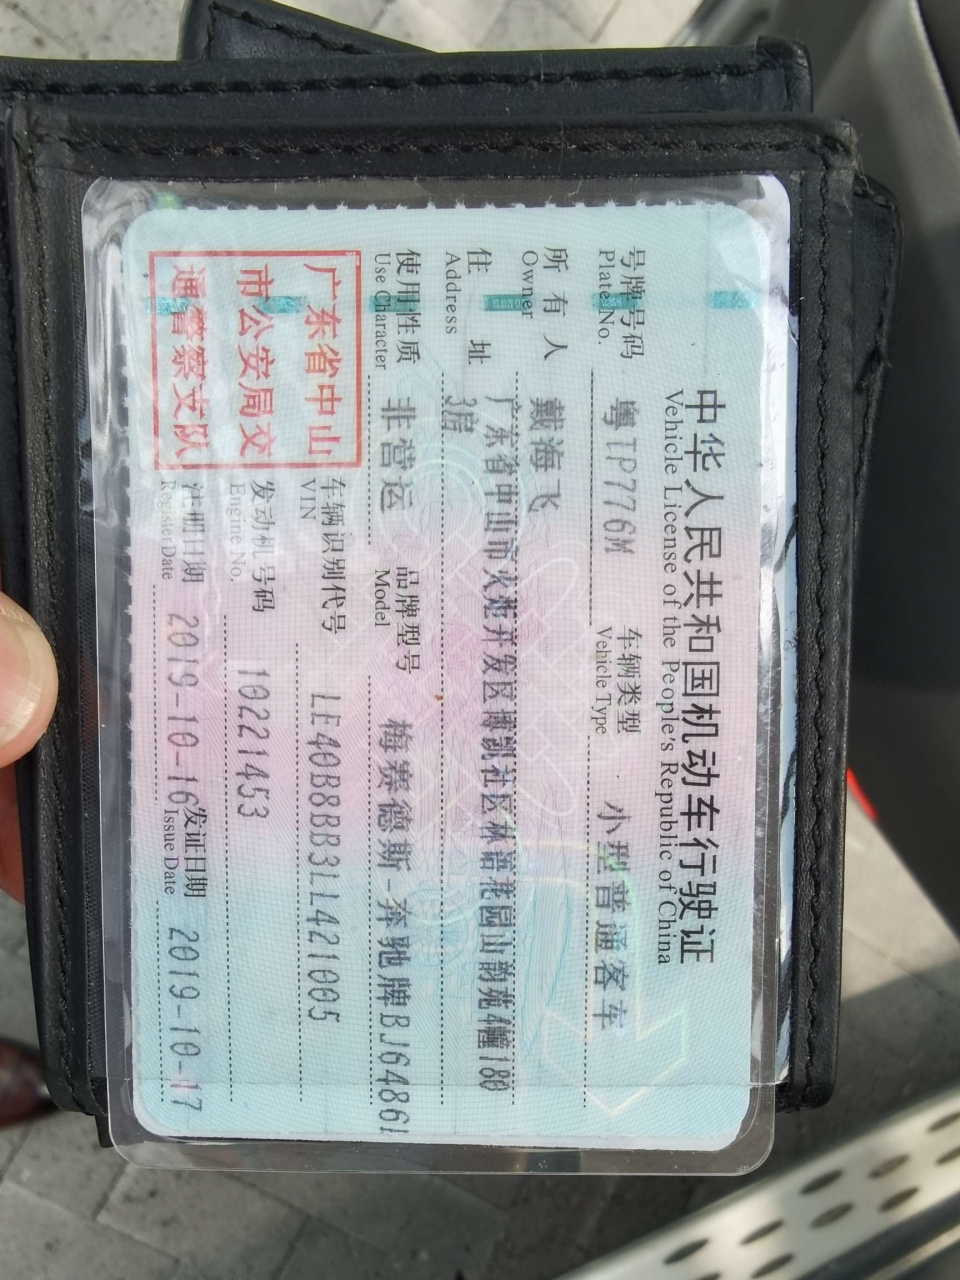 中华人民共和国机动车行驶证
Vehicle License of the People's Republic of China
号牌号码 粤TP776M 车辆类型 小型普通客车
Plate No. Vehicle Type
所有人 戴海飞
Owner
住址 广东省中山市火炬开发区博凯社区林语花园山韵苑4幢180
Address 3房
使用性质 非营运 品牌型号 梅赛德斯-奔驰牌BJ6486L
Use Character Model
广东省中山
市公安局交
通警察支队
车辆识别代号 LE40B8BB3LL421005
VIN
发动机号码 10221453
Engine No.
注册日期 2019-10-16 发证日期 2019-10-17
Register Date Issue Date